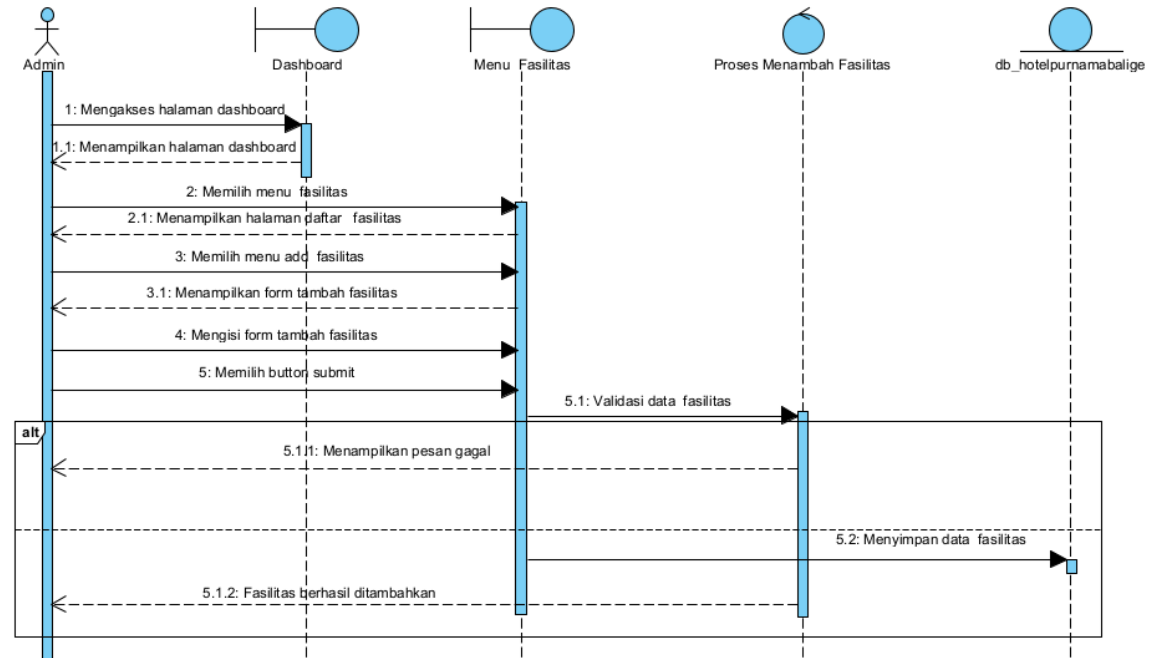 Admin
Dashboard
Menu Fasilitas
Proses Menambah Fasilitas
db_hotelpurnamabalige
1: Mengakses halaman dashboard
1.1: Menampilkan halaman dashboard
2: Memilih menu fasilitas
2.1: Menampilkan halaman daftar fasilitas
3: Memilih menu add fasilitas
3.1: Menampilkan form tambah fasilitas
4: Mengisi form tambah fasilitas
5: Memilih button submit
5.1: Validasi data fasilitas
alt
5.1.1: Menampilkan pesan gagal
5.2: Menyimpan data fasilitas
5.1.2: Fasilitas berhasil ditambahkan